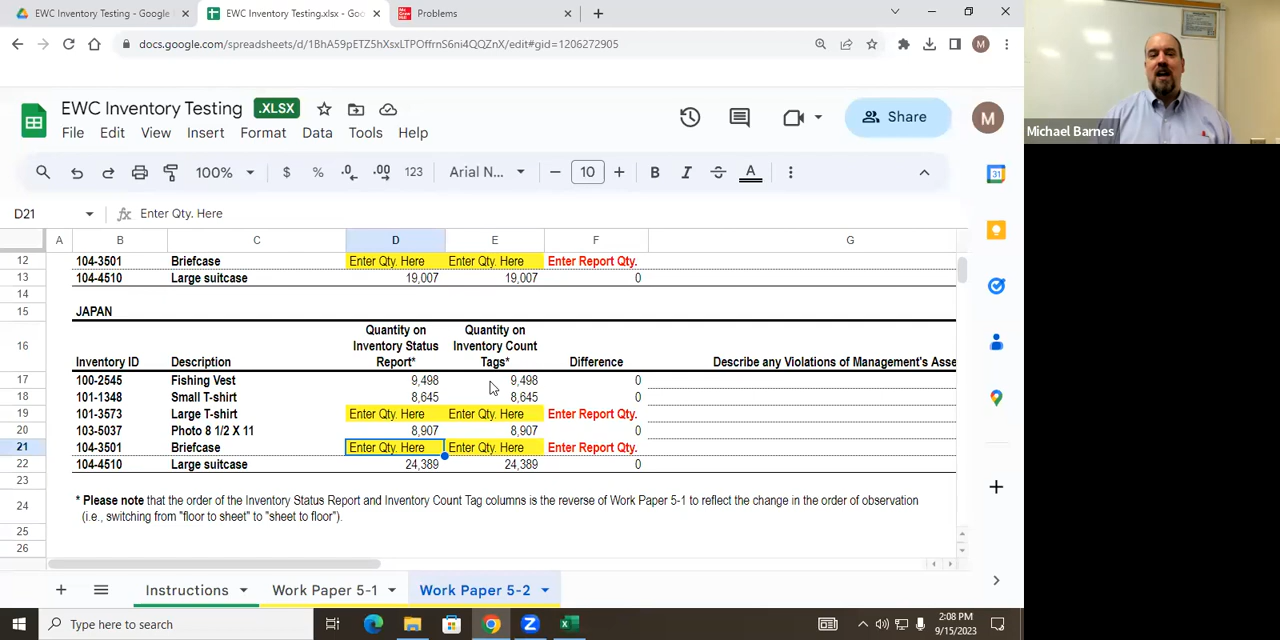 EWC Inventory Testing - Google
EWC Inventory Testing.xlsx - Goo
Problems
docs.google.com/spreadsheets/d/1BhA59pETZ5hXsxLTPOffrnS6ni4QQZnX/edit#gid=1206272905
M
EWC Inventory Testing .XLSX
Share
M
File Edit View Insert Format Data Tools Help
100% $ % .0 .00 123 Arial N... 10 B I S A
D21 fx Enter Qty. Here
A B C D E F G
12 104-3501 Briefcase Enter Qty. Here Enter Qty. Here Enter Report Qty.
13 104-4510 Large suitcase 19,007 19,007 0
14
15 JAPAN
16 Inventory ID Description Quantity on Inventory Status Report* Quantity on Inventory Count Tags* Difference Describe any Violations of Management's Asse
17 100-2545 Fishing Vest 9,498 9,498 0
18 101-1348 Small T-shirt 8,645 8,645 0
19 101-3573 Large T-shirt Enter Qty. Here Enter Qty. Here Enter Report Qty.
20 103-5037 Photo 8 1/2 X 11 8,907 8,907 0
21 104-3501 Briefcase Enter Qty. Here Enter Qty. Here Enter Report Qty.
22 104-4510 Large suitcase 24,389 24,389 0
23
24 * Please note that the order of the Inventory Status Report and Inventory Count Tag columns is the reverse of Work Paper 5-1 to reflect the change in the order of observation
(i.e., switching from "floor to sheet" to "sheet to floor").
25
26
Instructions Work Paper 5-1 Work Paper 5-2
Type here to search
2:08 PM
9/15/2023
31
Michael Barnes